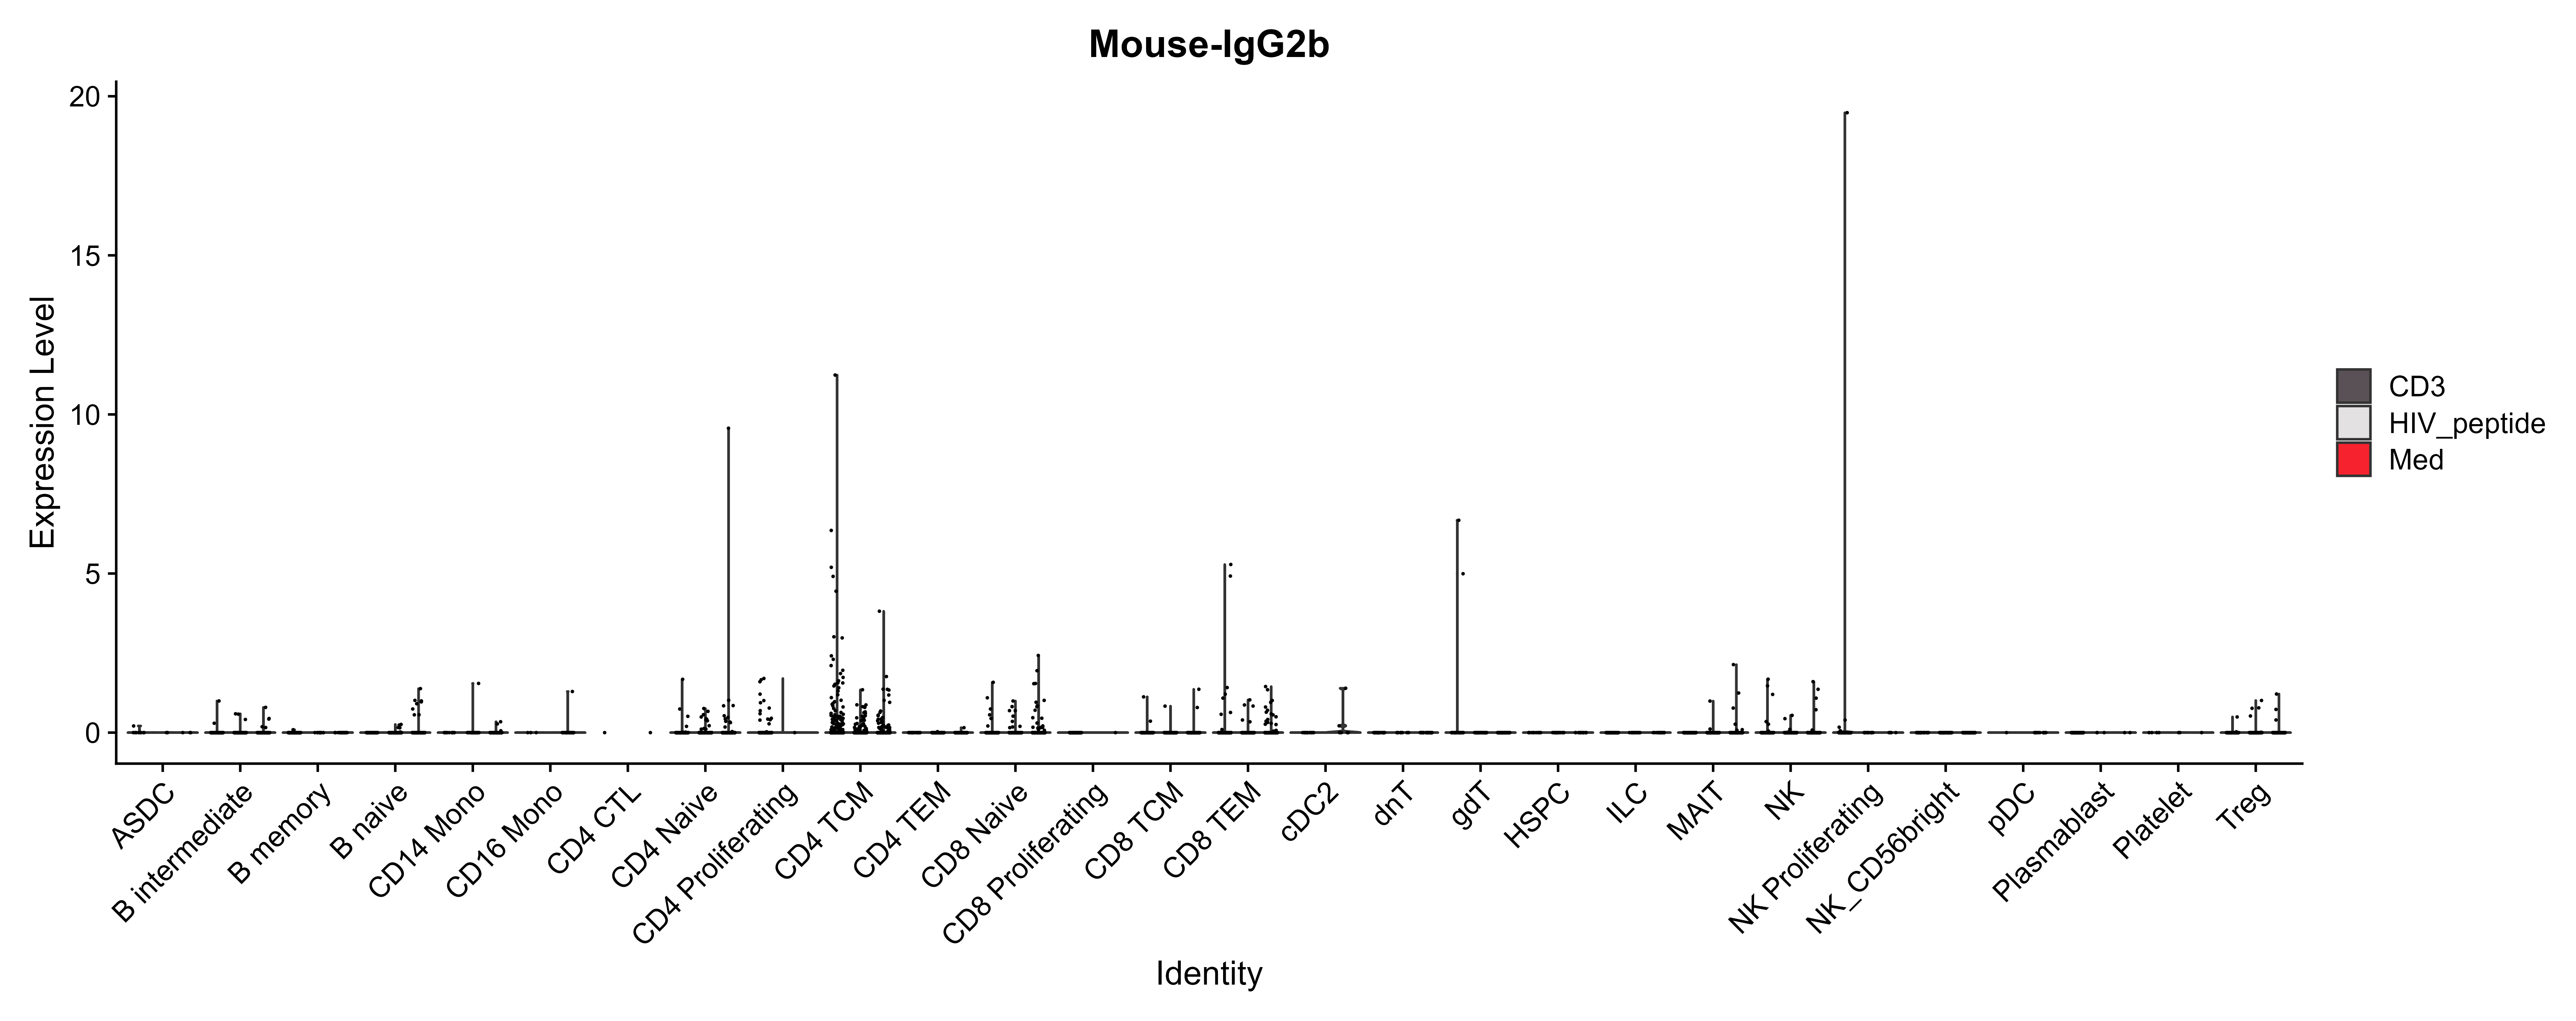 Mouse-IgG2b
Expression Level
20
15
10
5
0
ASDC
B intermediate
B memory
B naive
CD14 Mono
CD16 Mono
CD4 CTL
CD4 Naive
CD4 Proliferating
CD4 TCM
CD4 TEM
CD8 Naive
CD8 Proliferating
CD8 TCM
CD8 TEM
cDC2
dnT
gdT
HSPC
ILC
MAIT
NK
NK Proliferating
NK_CD56bright
pDC
Plasmablast
Platelet
Treg
Identity
CD3
HIV_peptide
Med